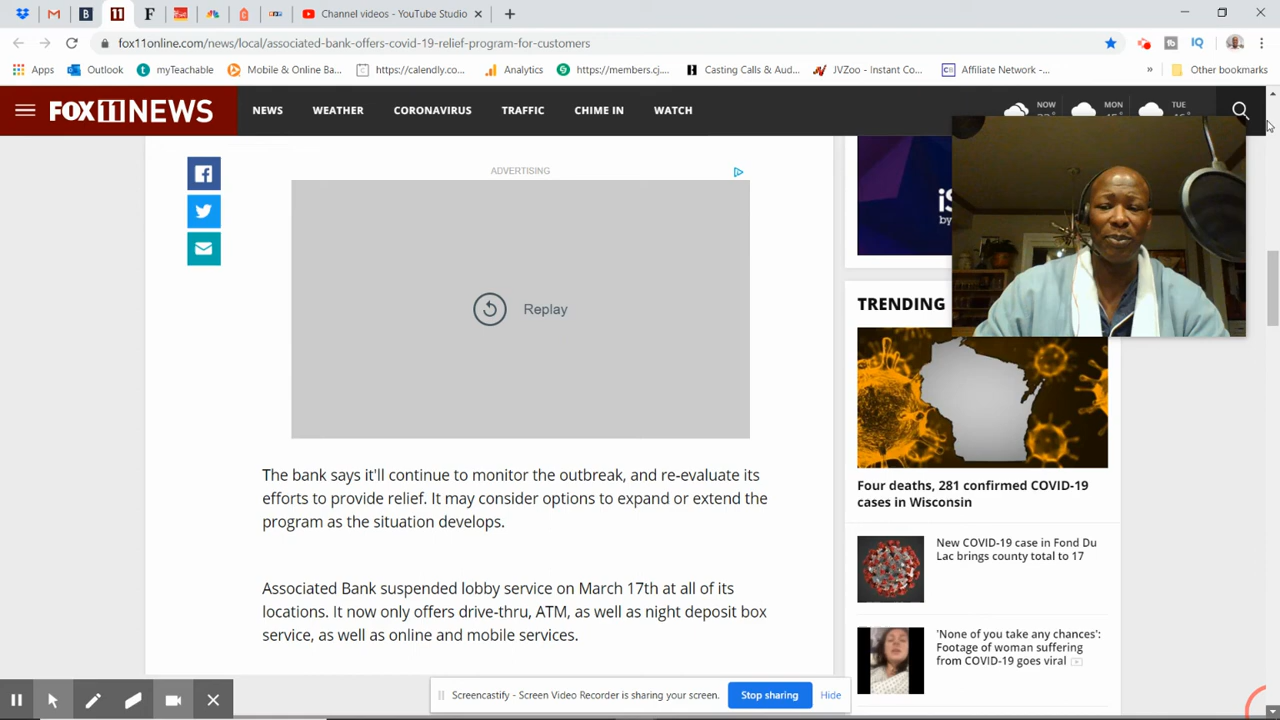 Channel videos - YouTube Studio
fox11online.com/news/local/associated-bank-offers-covid-19-relief-program-for-customers
Apps
Outlook
myTeachable
Mobile & Online Ba...
https://calendly.co...
Analytics
https://members.cj...
Casting Calls & Aud...
JVZoo - Instant Co...
Affiliate Network -...
»
Other bookmarks
FOX 11 NEWS
NEWS
WEATHER
CORONAVIRUS
TRAFFIC
CHIME IN
WATCH
NOW
MON
TUE
ADVERTISING
Replay
The bank says it'll continue to monitor the outbreak, and re-evaluate its
efforts to provide relief. It may consider options to expand or extend the
program as the situation develops.
Associated Bank suspended lobby service on March 17th at all of its
locations. It now only offers drive-thru, ATM, as well as night deposit box
service, as well as online and mobile services.
TRENDING
Four deaths, 281 confirmed COVID-19
cases in Wisconsin
New COVID-19 case in Fond Du
Lac brings county total to 17
'None of you take any chances':
Footage of woman suffering
from COVID-19 goes viral
Screencastify - Screen Video Recorder is sharing your screen.
Stop sharing
Hide